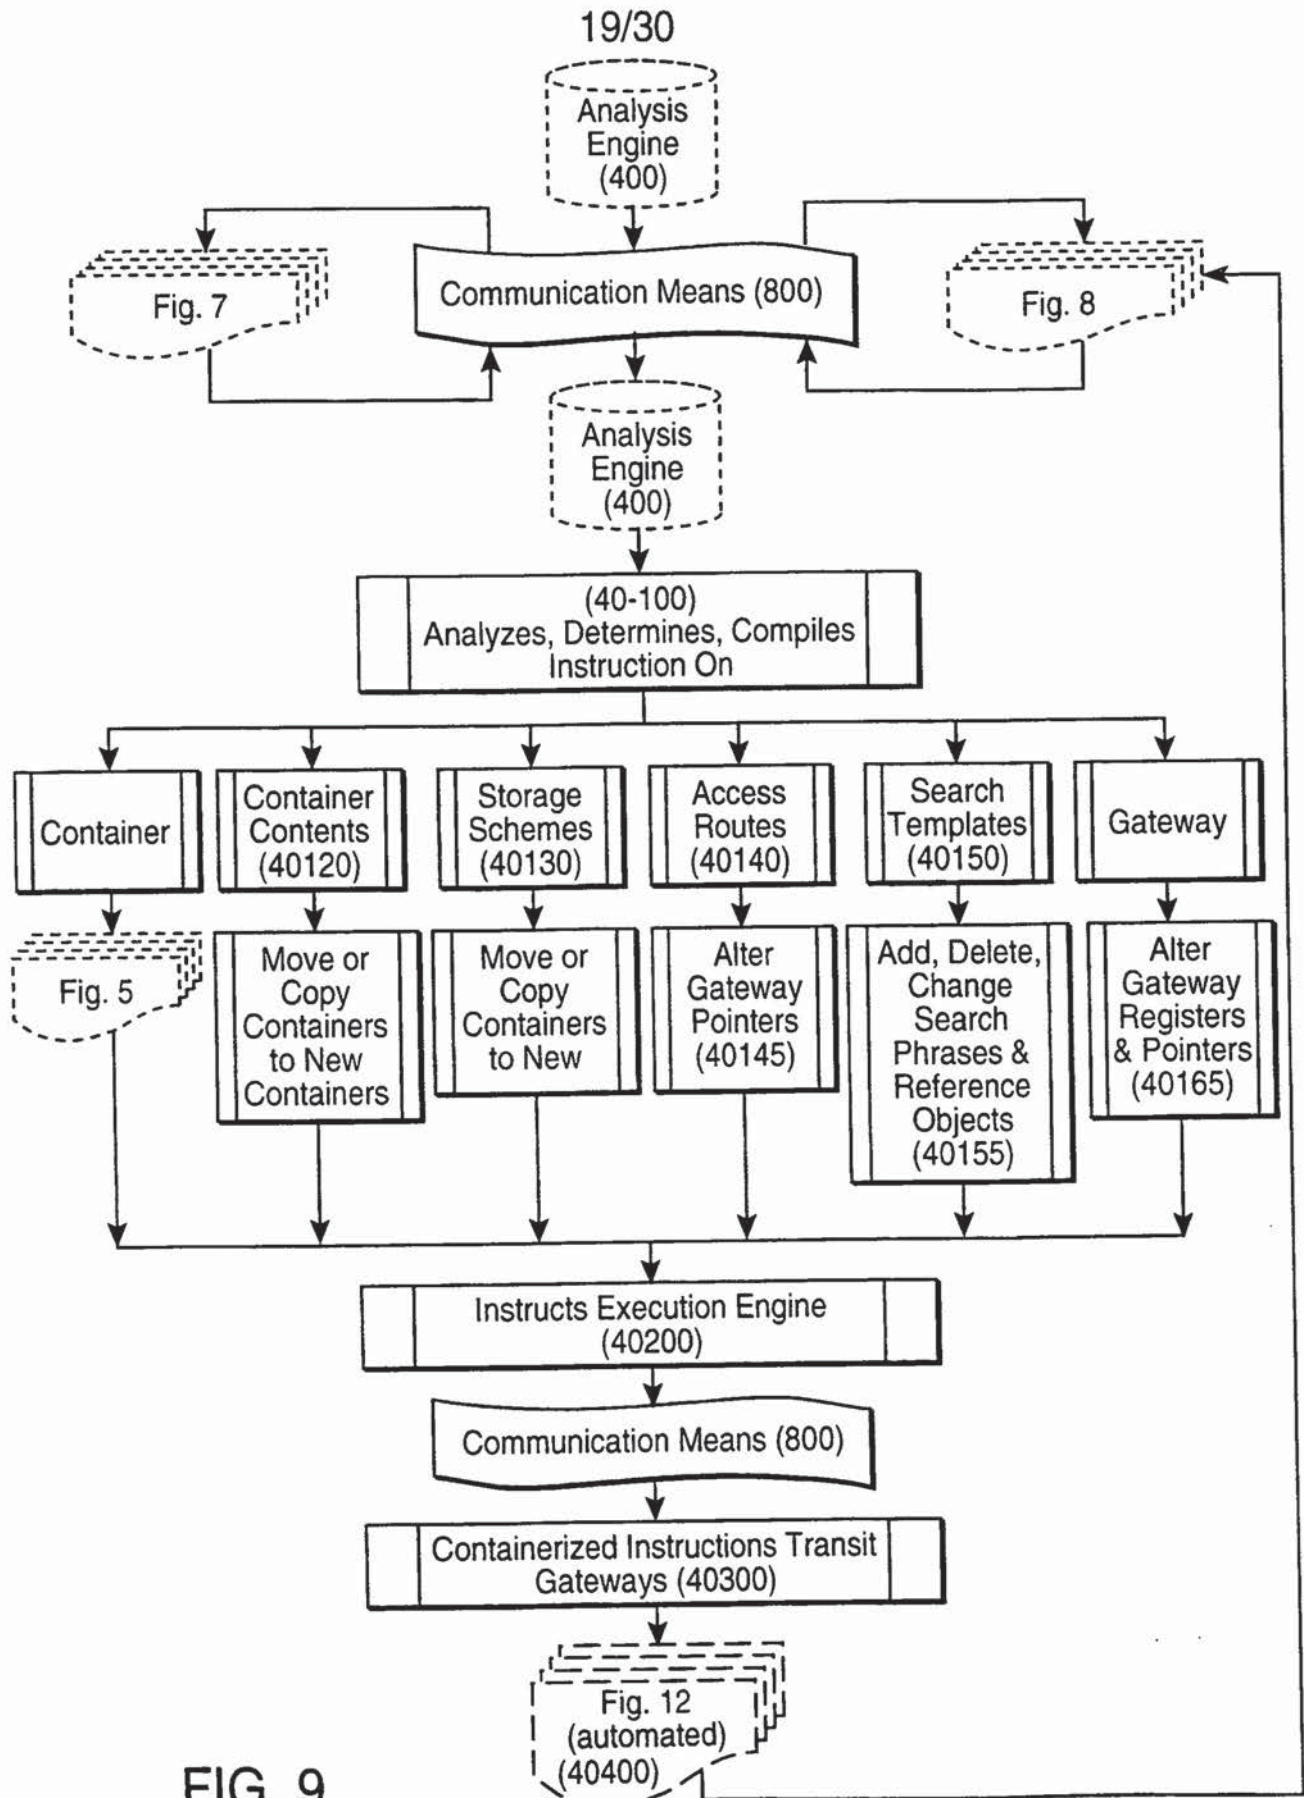 19/30
Analysis
Engine
(400)
Fig. 7
Communication Means (800)
Fig. 8
Analysis
Engine
(400)
(40-100)
Analyzes, Determines, Compiles
Instruction On
Container
Container
Contents
(40120)
Storage
Schemes
(40130)
Access
Routes
(40140)
Search
Templates
(40150)
Gateway
Fig. 5
Move or
Copy
Containers
to New
Containers
Move or
Copy
Containers
to New
Alter
Gateway
Pointers
(40145)
Add, Delete,
Change
Search
Phrases &
Reference
Objects
(40155)
Alter
Gateway
Registers
& Pointers
(40165)
Instructs Execution Engine
(40200)
Communication Means (800)
Containerized Instructions Transit
Gateways (40300)
Fig. 12
(automated)
(40400)
FIG. 9